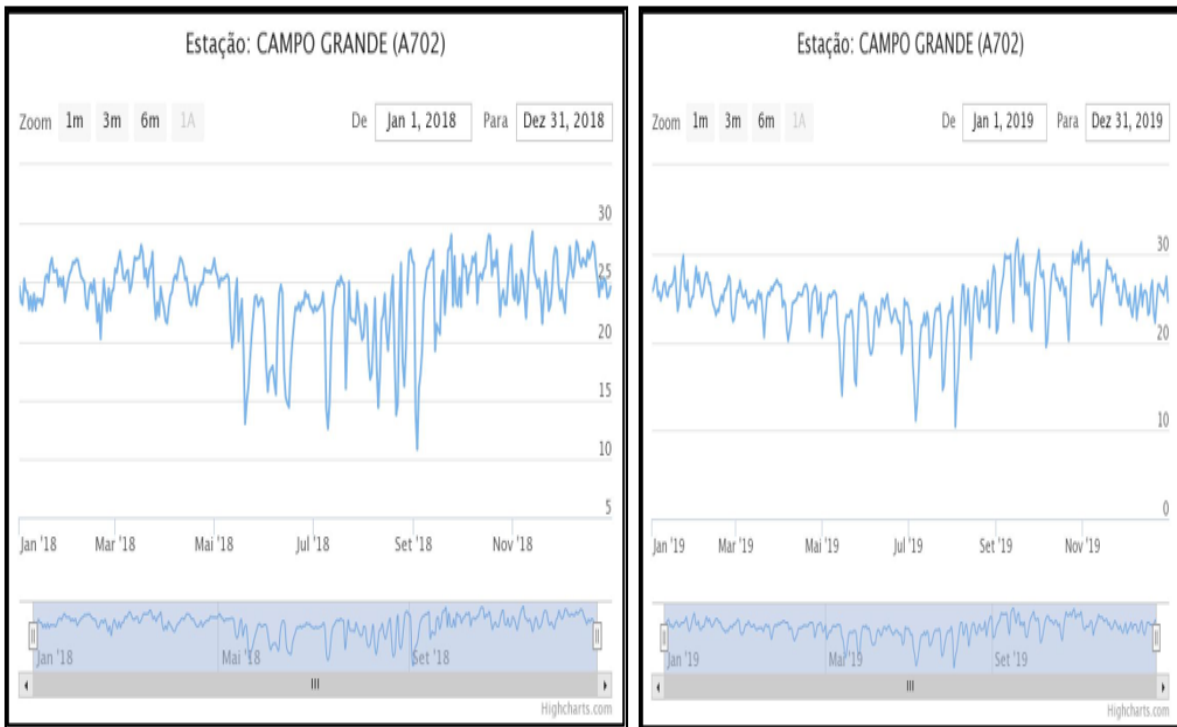 Estação: CAMPO GRANDE (A702)
Zoom 1m 3m 6m 1A De Jan 1, 2018 Para Dez 31, 2018
30
25
20
15
10
5
Jan '18 Mar '18 Mai '18 Jul '18 Set '18 Nov '18
Jan '18 Mai '18 Set '18
Highcharts.com
Estação: CAMPO GRANDE (A702)
Zoom 1m 3m 6m 1A De Jan 1, 2019 Para Dez 31, 2019
30
20
10
0
Jan '19 Mar '19 Mai '19 Jul '19 Set '19 Nov '19
Jan '19 Mai '19 Set '19
Highcharts.com